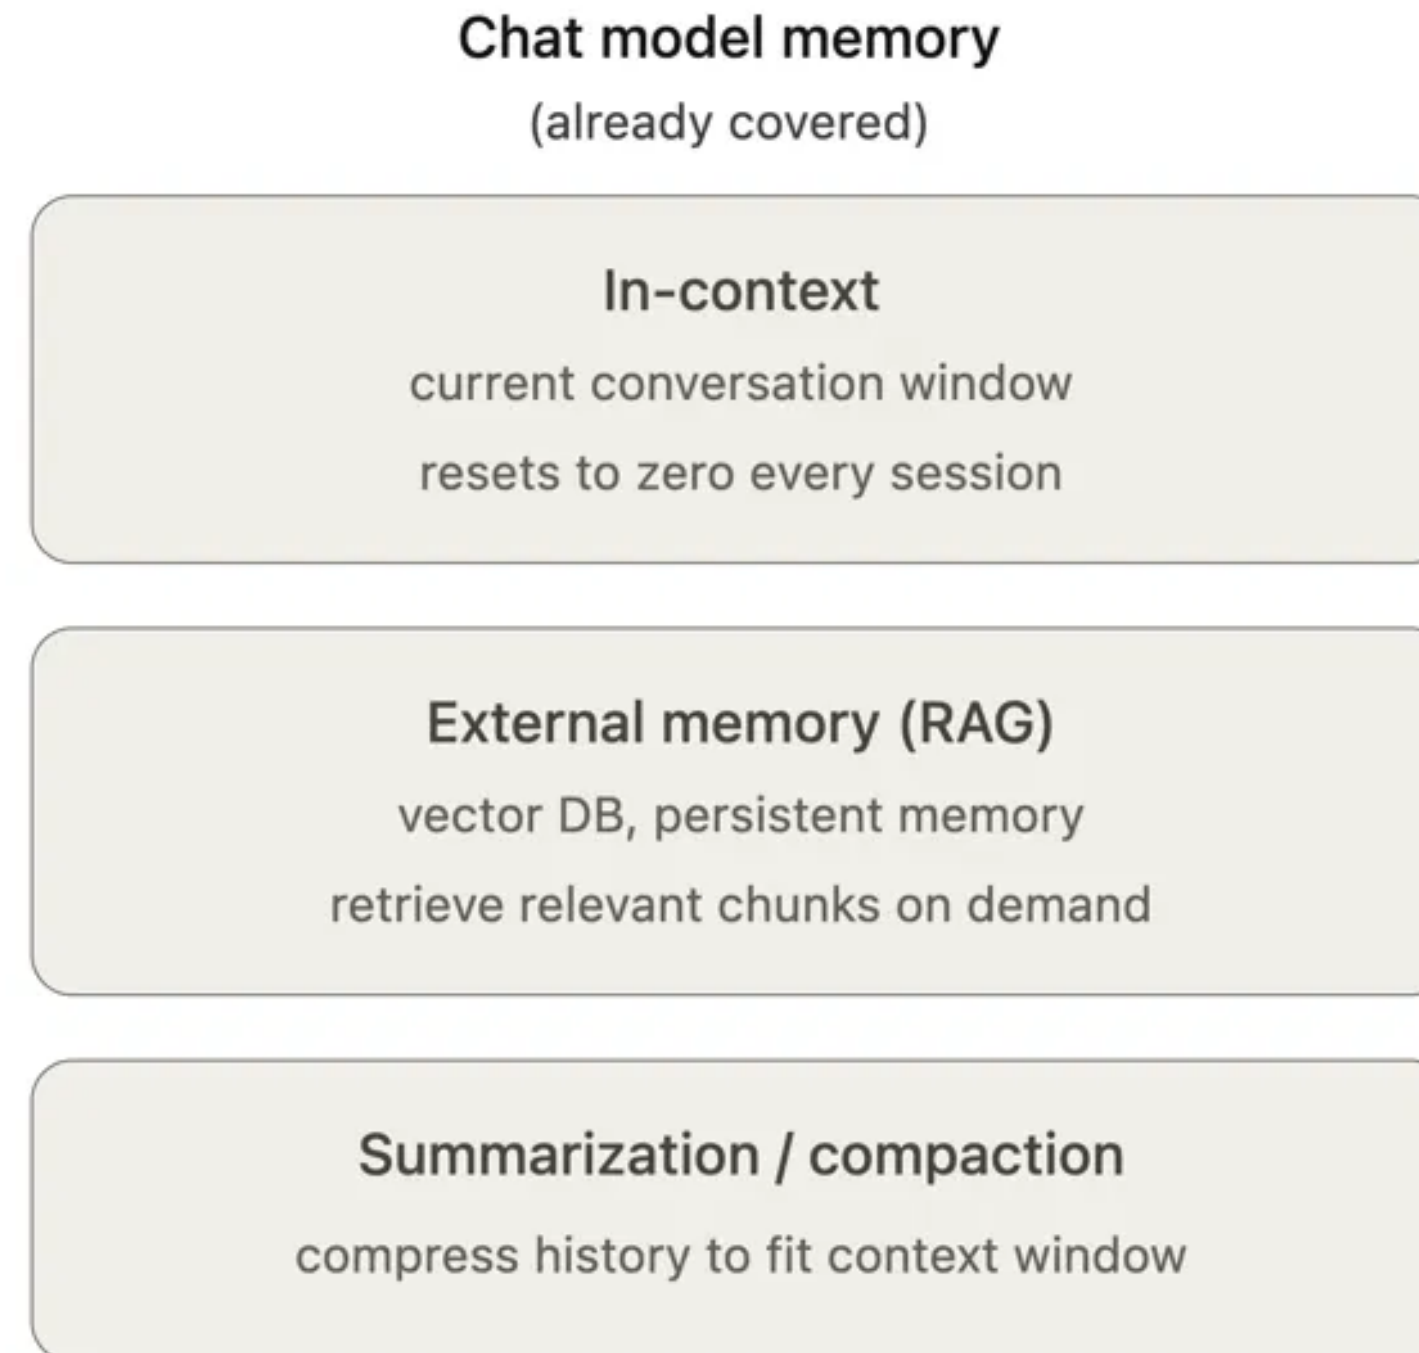 Chat model memory
(already covered)
In-context
current conversation window
resets to zero every session
External memory (RAG)
vector DB, persistent memory
retrieve relevant chunks on demand
Summarization / compaction
compress history to fit context window